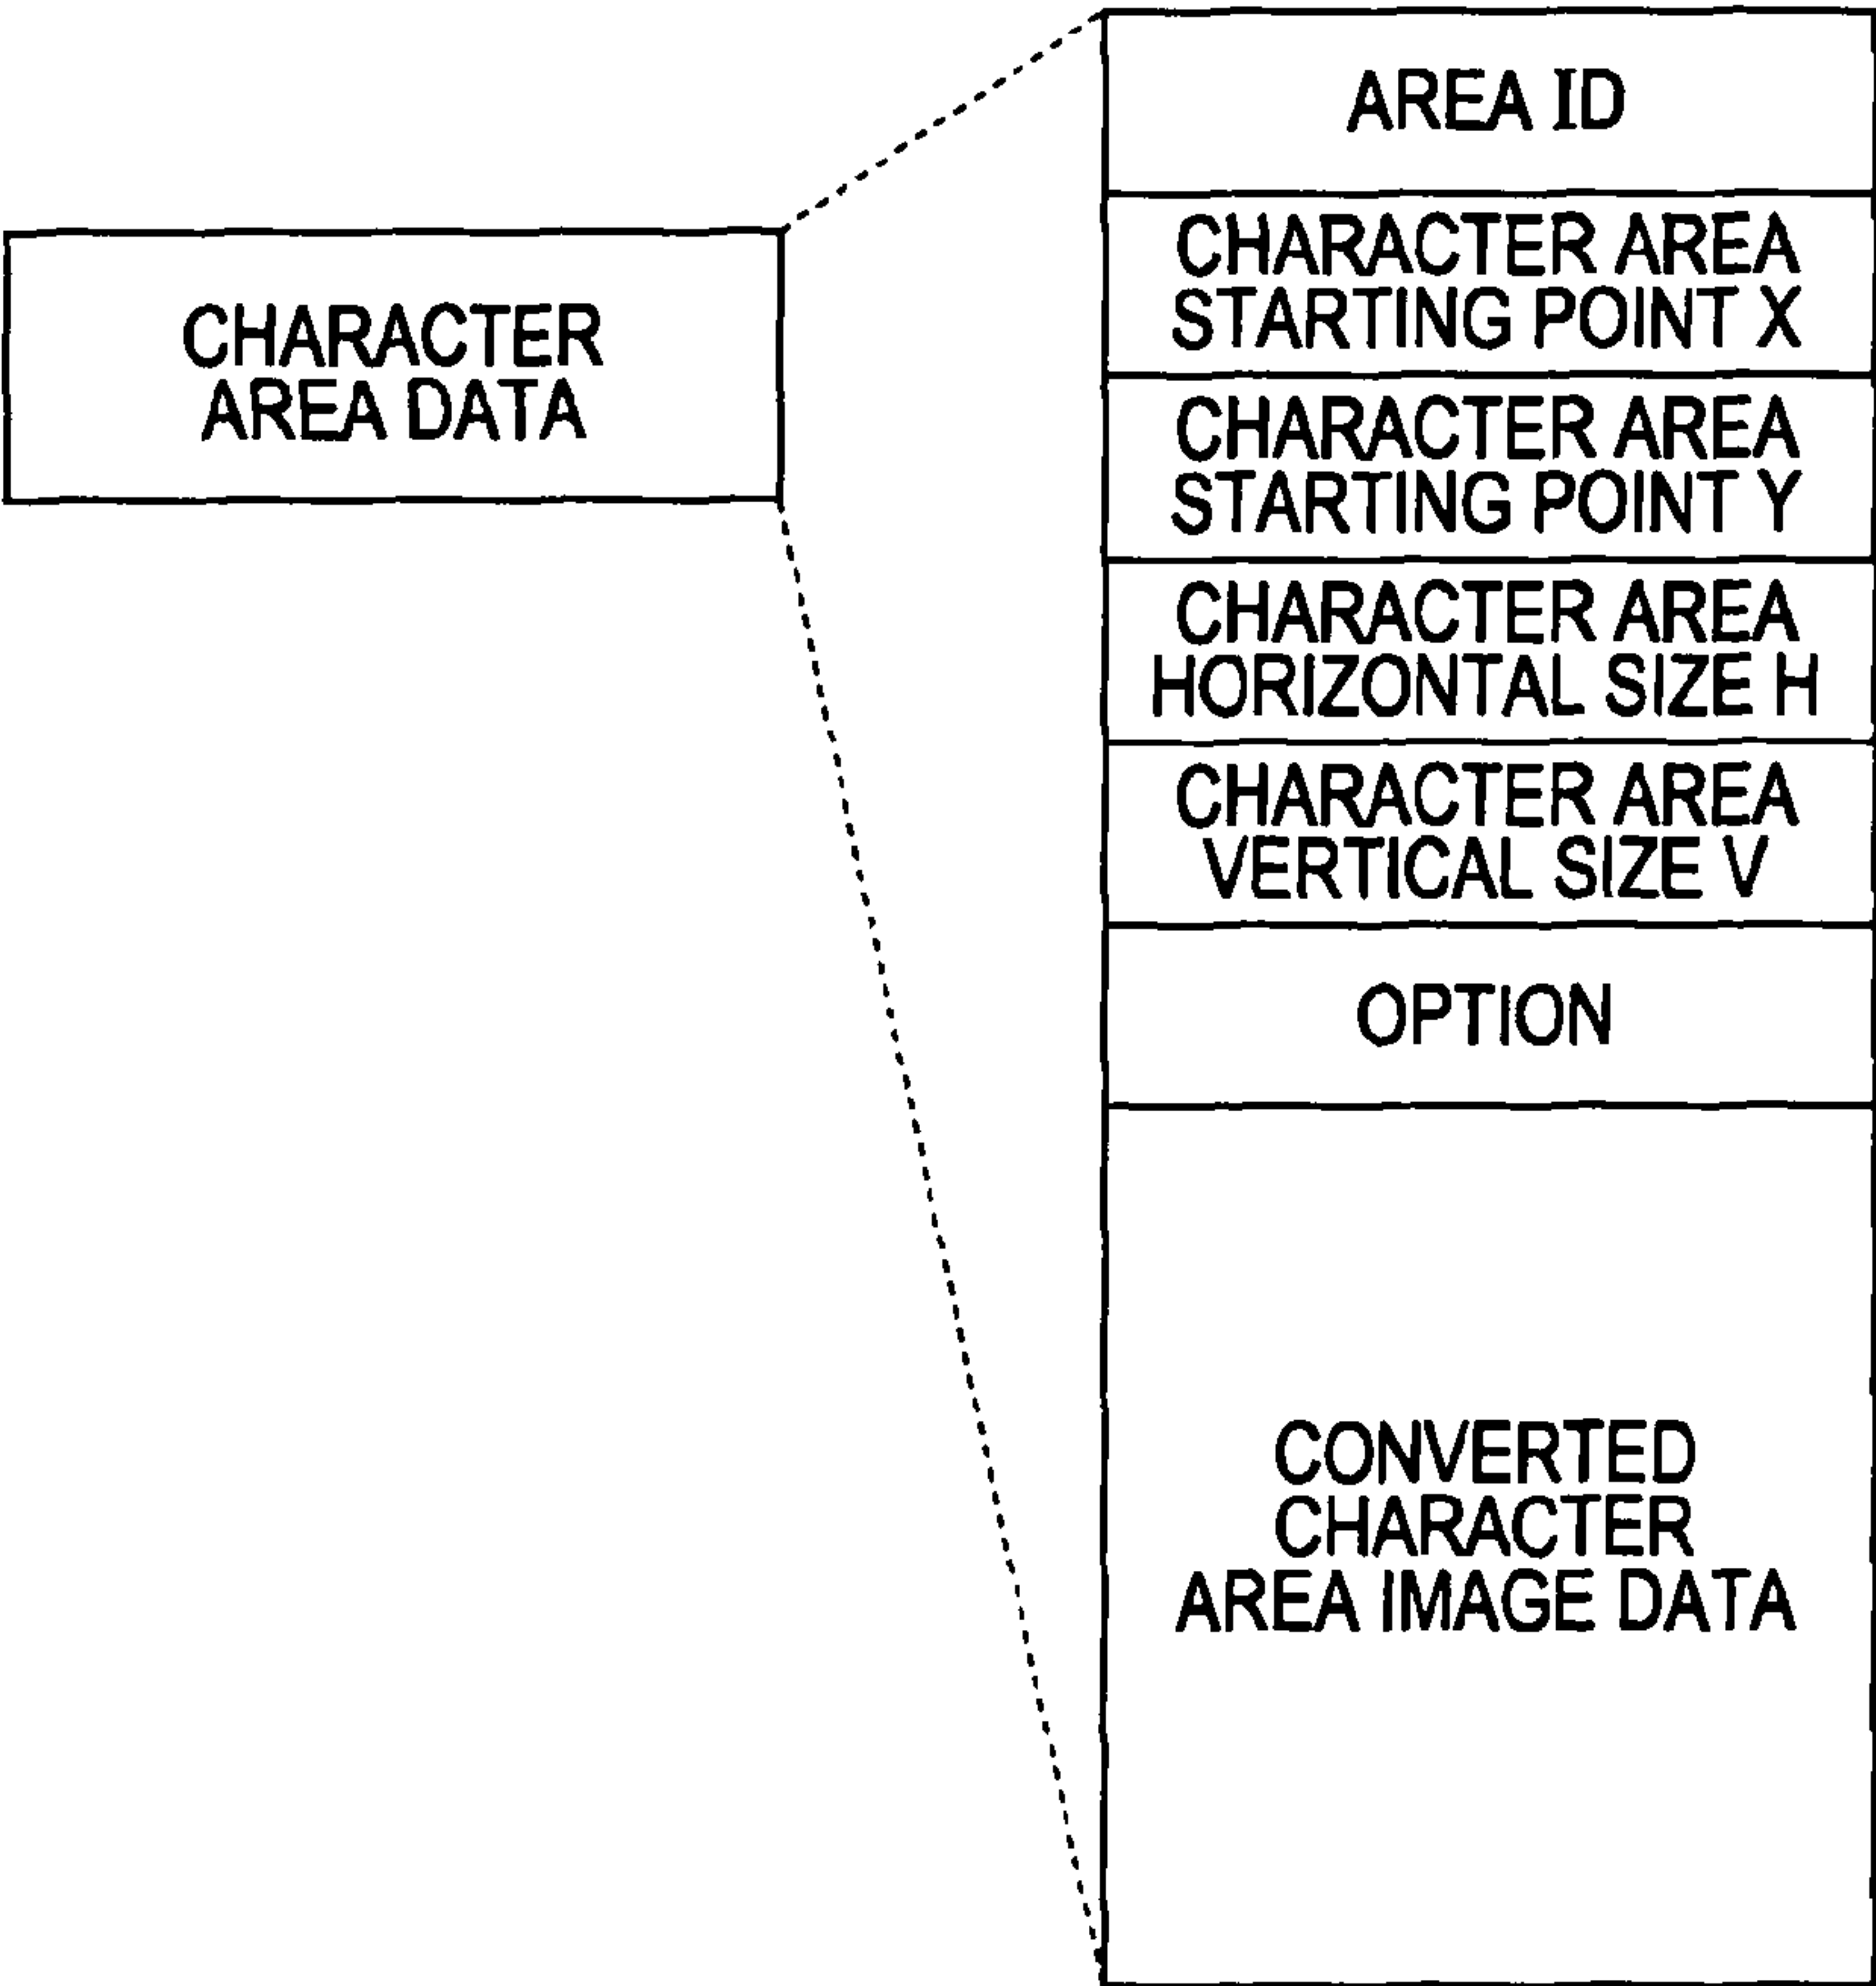 CHARACTER
AREA DATA
AREA ID
CHARACTER AREA
STARTING POINT X
CHARACTER AREA
STARTING POINT Y
CHARACTER AREA
HORIZONTAL SIZE H
CHARACTER AREA
VERTICAL SIZE V
OPTION
CONVERTED
CHARACTER
AREA IMAGE DATA